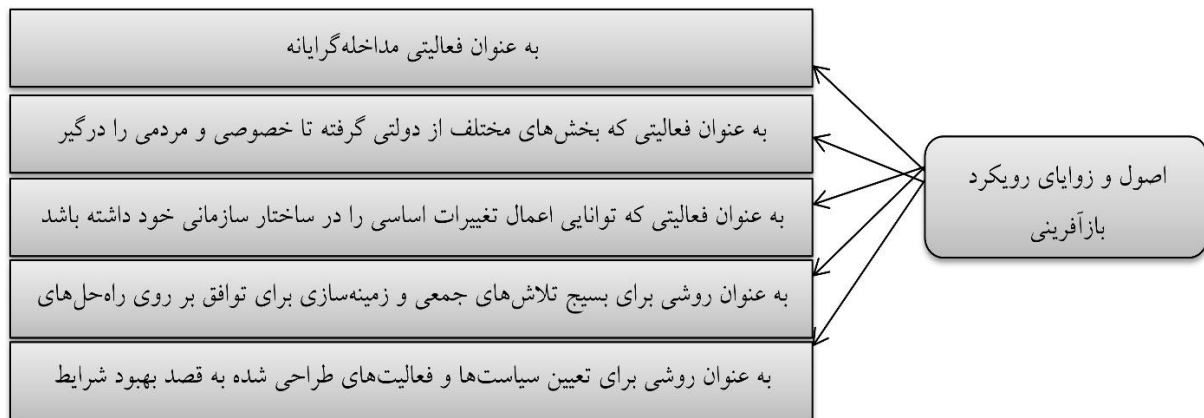 اصول و زوایای رویکرد
بازآفرینی
به عنوان فعالیتی مداخله‌گرایانه
به عنوان فعالیتی که بخش‌های مختلف از دولتی گرفته تا خصوصی و مردمی را درگیر
به عنوان فعالیتی که توانایی اعمال تغییرات اساسی را در ساختار سازمانی خود داشته باشد
به عنوان روشی برای بسیج تلاش‌های جمعی و زمینه‌سازی برای توافق بر روی راه‌حل‌های
به عنوان روشی برای تعیین سیاست‌ها و فعالیت‌های طراحی شده به قصد بهبود شرایط